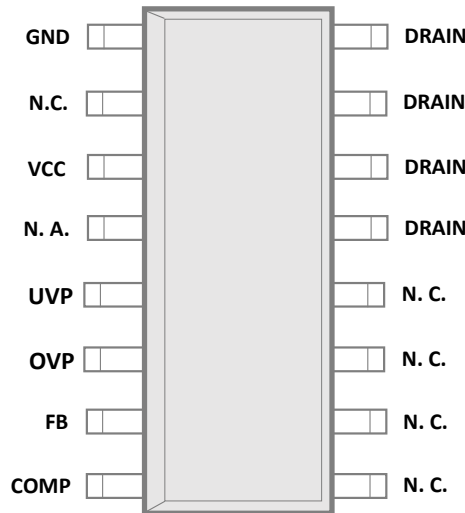 GND DRAIN
N.C. DRAIN
VCC DRAIN
N. A. DRAIN
UVP N. C.
OVP N. C.
FB N. C.
COMP N. C.